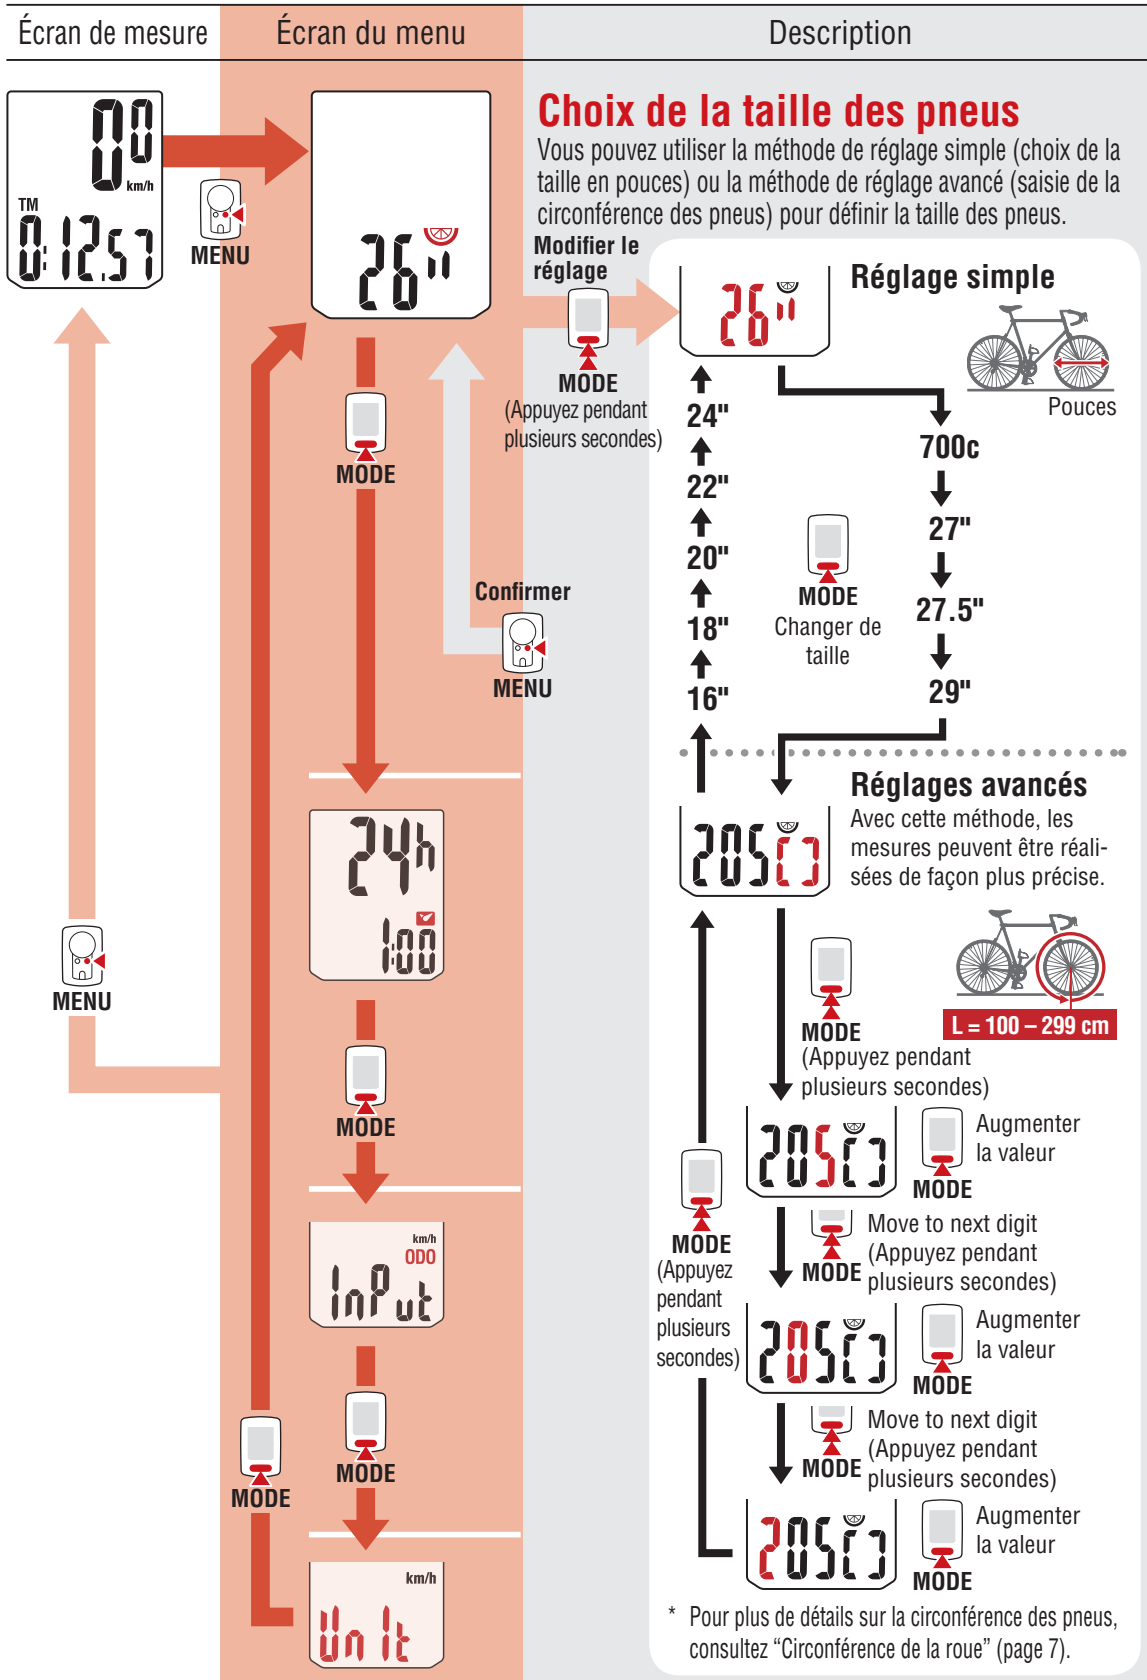 Écran de mesure
Écran du menu
Description
00
km/h
TM
0:12.57
MENU
26"
Choix de la taille des pneus
Vous pouvez utiliser la méthode de réglage simple (choix de la
taille en pouces) ou la méthode de réglage avancé (saisie de la
circonférence des pneus) pour définir la taille des pneus.
Modifier le
réglage
MODE
(Appuyez pendant
plusieurs secondes)
26"
Réglage simple
Pouces
24"
22"
20"
18"
16"
700c
27"
27.5"
29"
MODE
Changer de
taille
MODE
Confirmer
MENU
Réglages avancés
Avec cette méthode, les
mesures peuvent être réali-
sées de façon plus précise.
205[]
L = 100 – 299 cm
MODE
(Appuyez pendant
plusieurs secondes)
24h
1:00
MENU
MODE
205[]
Augmenter
la valeur
MODE
Move to next digit
(Appuyez pendant
plusieurs secondes)
MODE
MODE
(Appuyez
pendant
plusieurs
secondes)
km/h
ODO
InPut
205[]
Augmenter
la valeur
MODE
Move to next digit
(Appuyez pendant
plusieurs secondes)
MODE
MODE
MODE
205[]
Augmenter
la valeur
MODE
km/h
UnIt
* Pour plus de détails sur la circonférence des pneus,
consultez “Circonférence de la roue” (page 7).